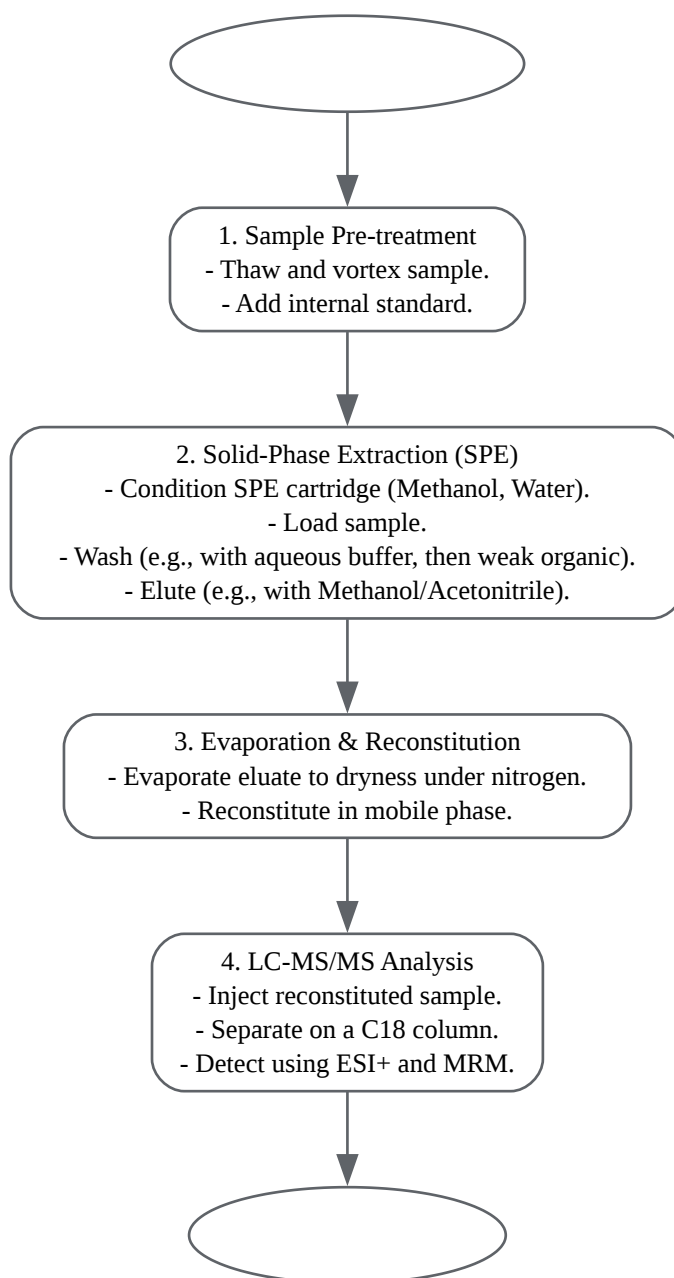 1. Sample Pre-treatment
- Thaw and vortex sample.
- Add internal standard.
2. Solid-Phase Extraction (SPE)
- Condition SPE cartridge (Methanol, Water).
- Load sample.
- Wash (e.g., with aqueous buffer, then weak organic).
- Elute (e.g., with Methanol/Acetonitrile).
3. Evaporation & Reconstitution
- Evaporate eluate to dryness under nitrogen.
- Reconstitute in mobile phase.
4. LC-MS/MS Analysis
- Inject reconstituted sample.
- Separate on a C18 column.
- Detect using ESI+ and MRM.